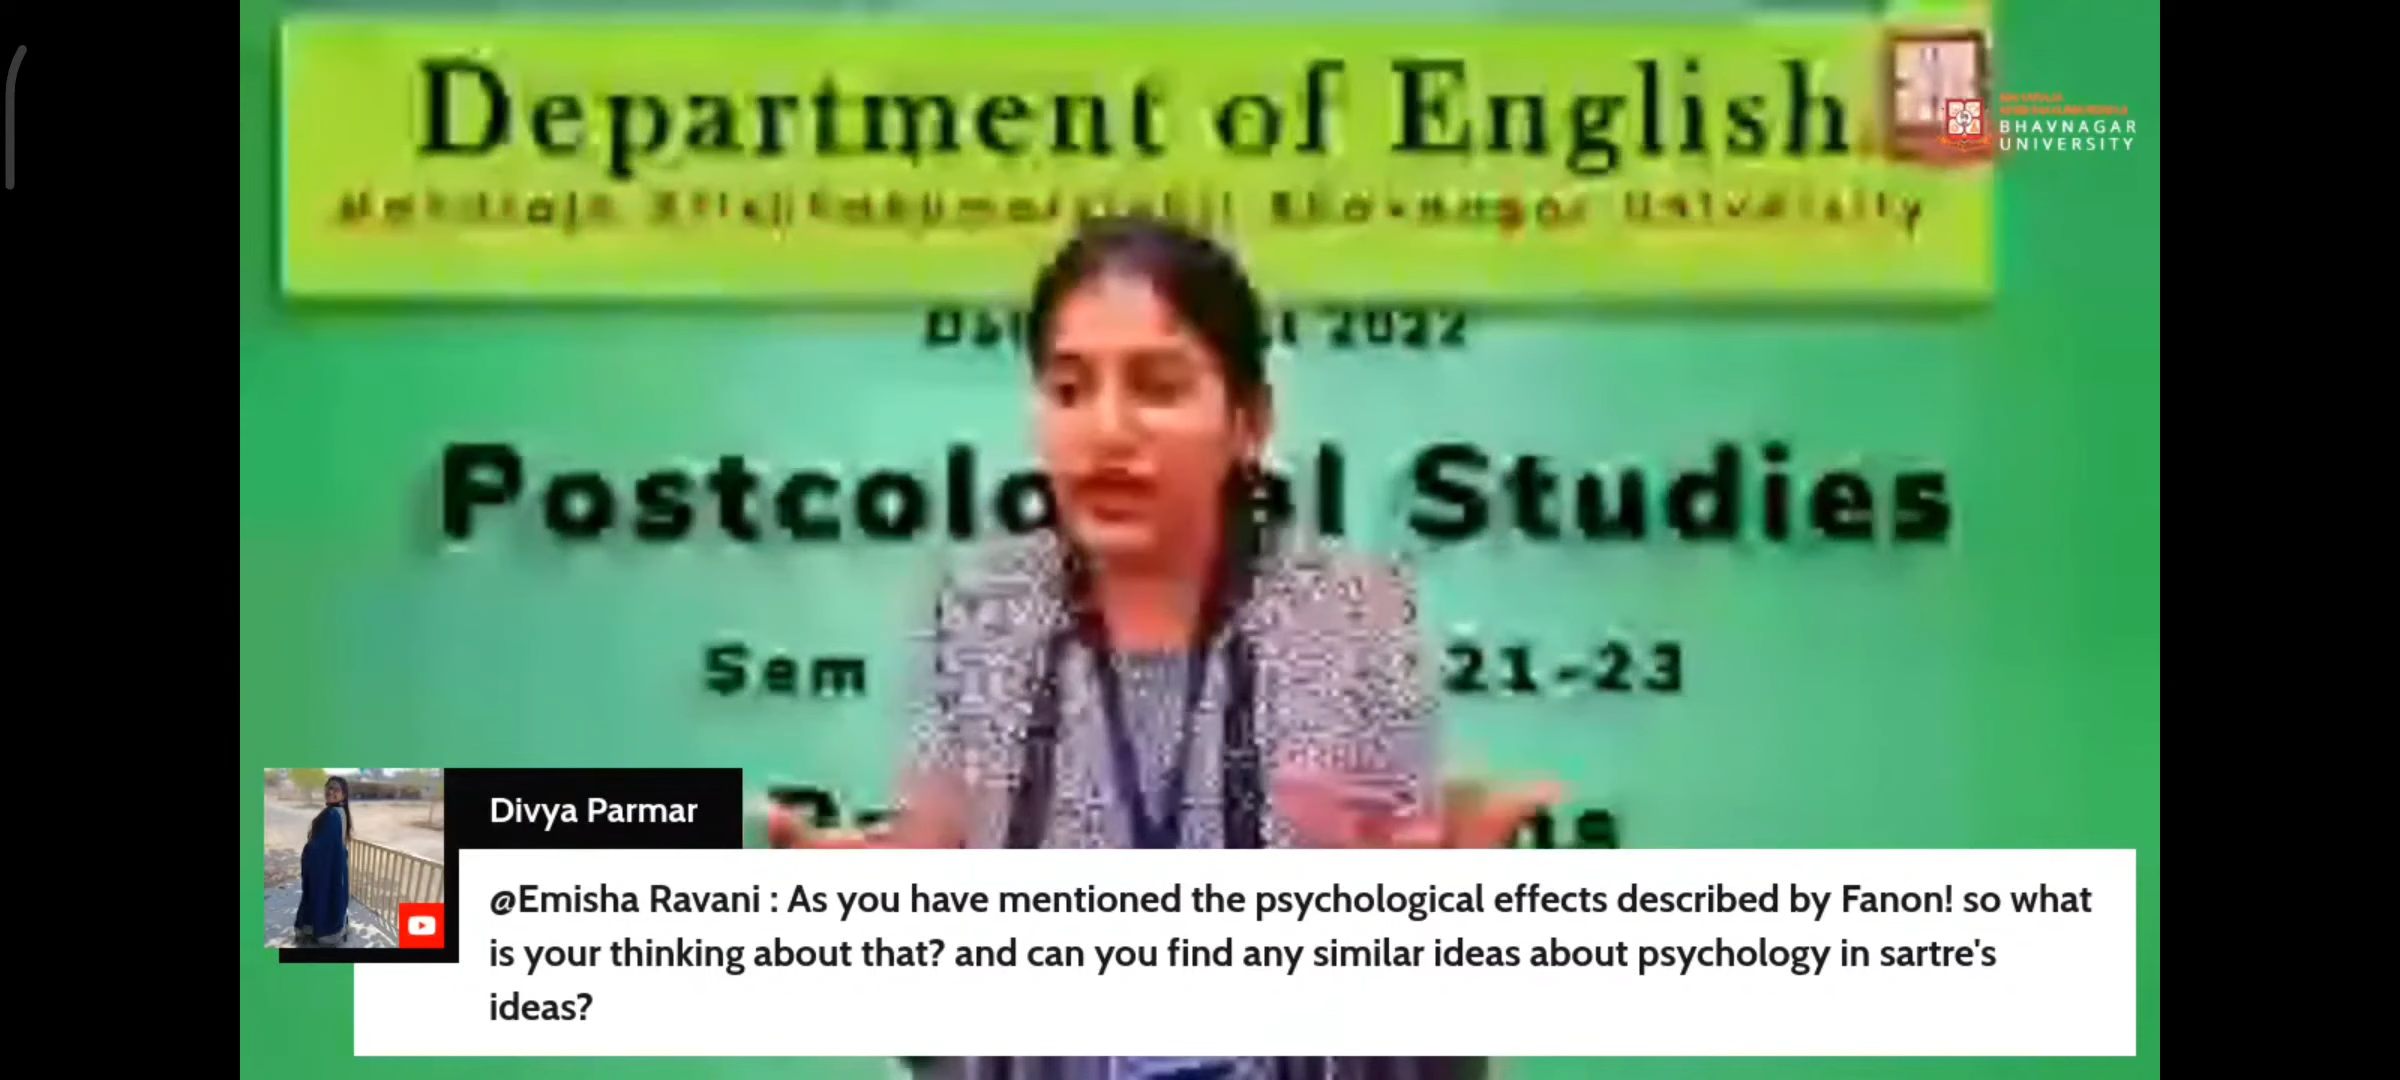 Department of English
BHAVNAGAR
UNIVERSITY
2022
Studies
Sem 21-23
Divya Parmar
@Emisha Ravani : As you have mentioned the psychological effects described by Fanon! so what
is your thinking about that? and can you find any similar ideas about psychology in sartre's
ideas?